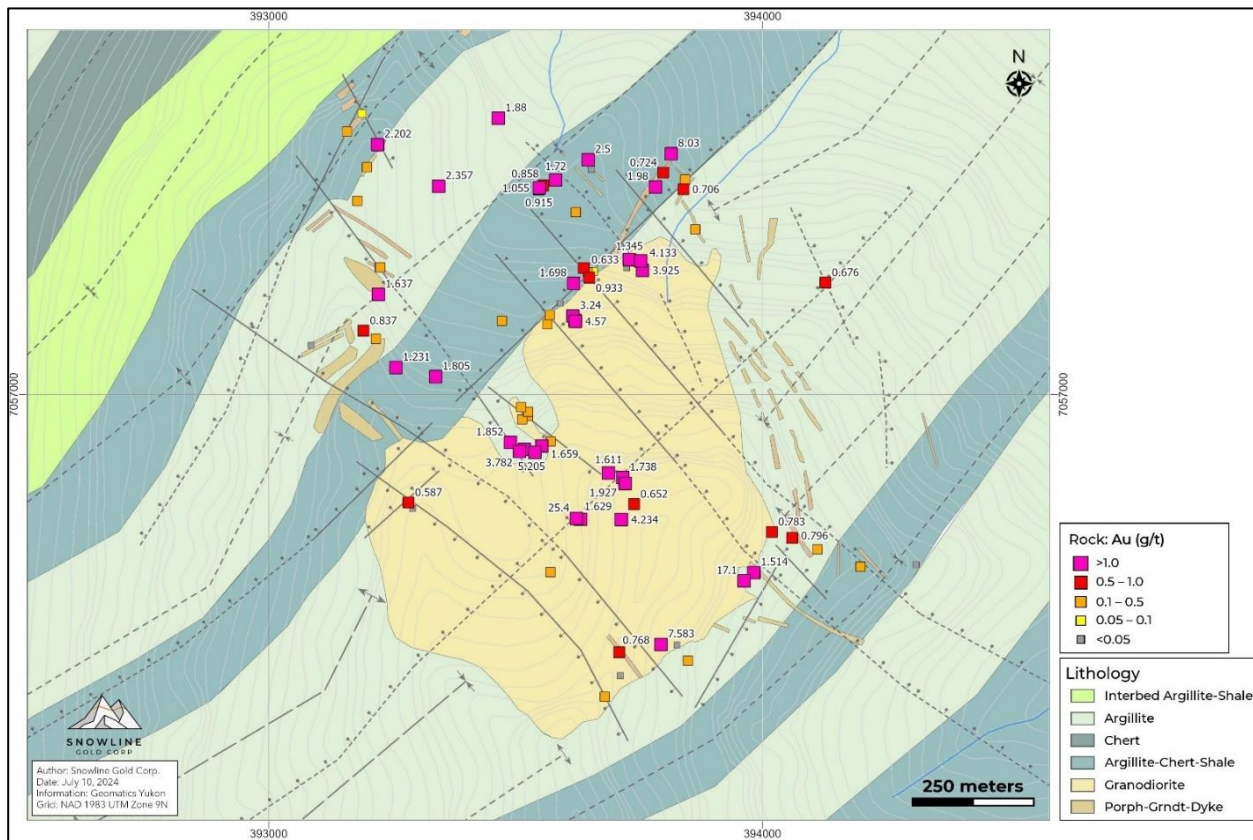 393000
394000
N
1.88
2.202
2.5
8.03
0.724
1.72
0.858
2.357
1.98
1.055
0.706
0.915
1.345
4.133
0.633
3.925
0.676
1.698
0.933
1.637
3.24
4.57
0.837
1.231
1.805
7057000
7057000
1.852
1.659
3.782
5.205
1.611
1.738
1.927
0.652
0.587
25.4
1.629
4.234
0.783
0.796
17.1
1.514
0.768
7.583
Rock: Au (g/t)
>1.0
0.5 – 1.0
0.1 – 0.5
0.05 – 0.1
<0.05
Lithology
Interbed Argillite-Shale
Argillite
Chert
Argillite-Chert-Shale
Granodiorite
Porph-Grndt-Dyke
SNOWLINE
GOLD CORP
Author: Snowline Gold Corp.
Date: July 10, 2024
Information: Geomatics Yukon
Grid: NAD 1983 UTM Zone 9N
250 meters
393000
394000